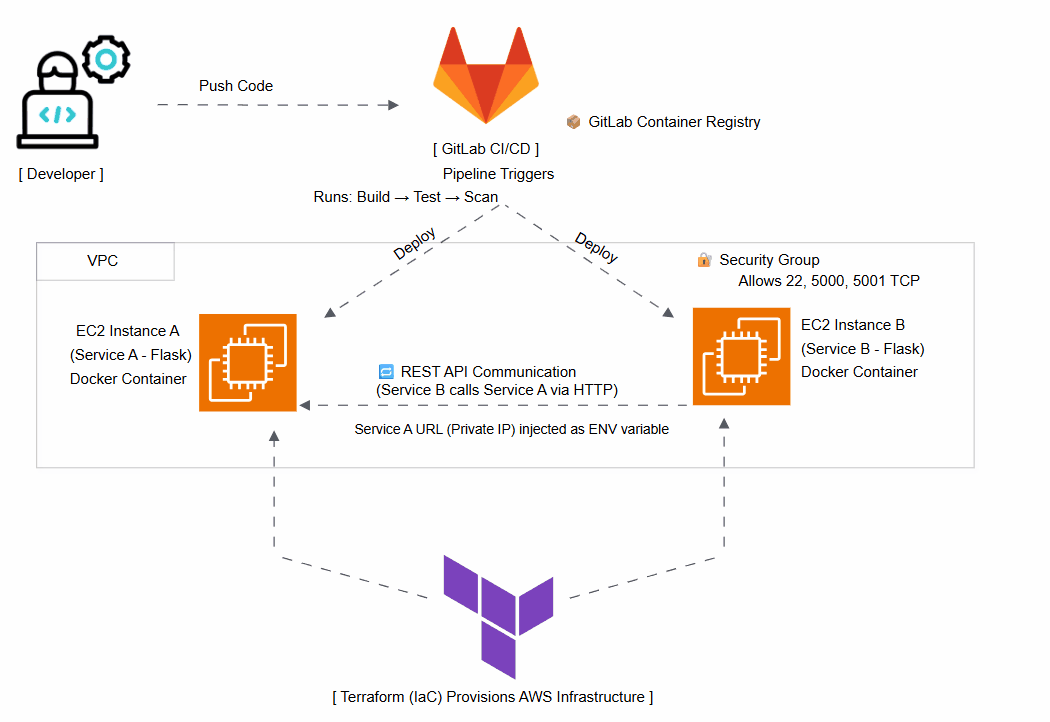 Push Code
GitLab Container Registry
[ GitLab CI/CD ]
[ Developer ]
Pipeline Triggers
Runs: Build → Test → Scan
Deploy
Deploy
VPC
Security Group
Allows 22, 5000, 5001 TCP
EC2 Instance A
(Service A - Flask)
Docker Container
EC2 Instance B
(Service B - Flask)
Docker Container
REST API Communication
(Service B calls Service A via HTTP)
Service A URL (Private IP) injected as ENV variable
[ Terraform (IaC) Provisions AWS Infrastructure ]